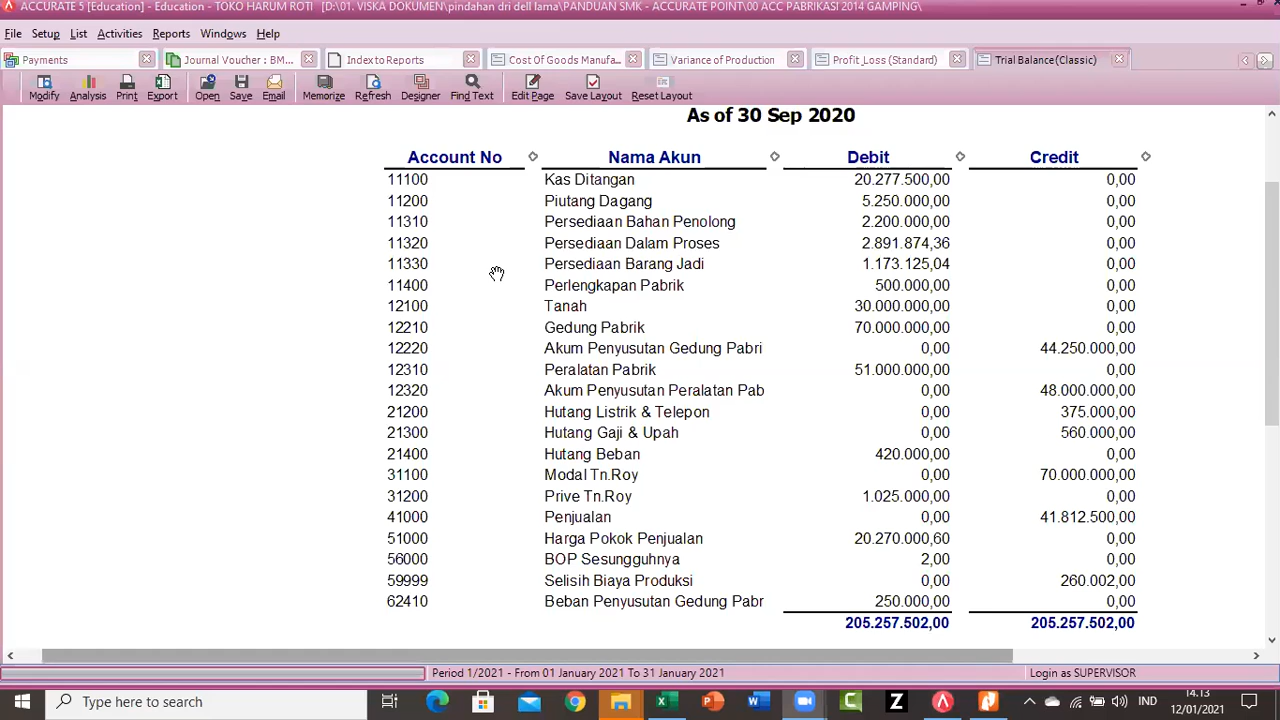 ACCURATE 5 [Education] - Education - TOKO HARUM ROTI [D:\01. VISKA DOKUMEN\pindahan dri dell lama\PANDUAN SMK - ACCURATE POINT\00 ACC PABRIKASI 2014 GAMPING\
File Setup List Activities Reports Windows Help
Payments Journal Voucher : BM... Index to Reports Cost Of Goods Manufa... Variance of Production Profit_Loss (Standard) Trial Balance (Classic)
Modify Analysis Print Export Open Save Email Memorize Refresh Designer Find Text Edit Page Save Layout Reset Layout
As of 30 Sep 2020
Account No Nama Akun Debit Credit
11100 Kas Ditangan 20.277.500,00 0,00
11200 Piutang Dagang 5.250.000,00 0,00
11310 Persediaan Bahan Penolong 2.200.000,00 0,00
11320 Persediaan Dalam Proses 2.891.874,36 0,00
11330 Persediaan Barang Jadi 1.173.125,04 0,00
11400 Perlengkapan Pabrik 500.000,00 0,00
12100 Tanah 30.000.000,00 0,00
12210 Gedung Pabrik 70.000.000,00 0,00
12220 Akum Penyusutan Gedung Pabri 0,00 44.250.000,00
12310 Peralatan Pabrik 51.000.000,00 0,00
12320 Akum Penyusutan Peralatan Pab 0,00 48.000.000,00
21200 Hutang Listrik & Telepon 0,00 375.000,00
21300 Hutang Gaji & Upah 0,00 560.000,00
21400 Hutang Beban 420.000,00 0,00
31100 Modal Tn.Roy 0,00 70.000.000,00
31200 Prive Tn.Roy 1.025.000,00 0,00
41000 Penjualan 0,00 41.812.500,00
51000 Harga Pokok Penjualan 20.270.000,60 0,00
56000 BOP Sesungguhnya 2,00 0,00
59999 Selisih Biaya Produksi 0,00 260.002,00
62410 Beban Penyusutan Gedung Pabr 250.000,00 0,00
205.257.502,00 205.257.502,00
Period 1/2021 - From 01 January 2021 To 31 January 2021 Login as SUPERVISOR
Type here to search IND 14.13
12/01/2021